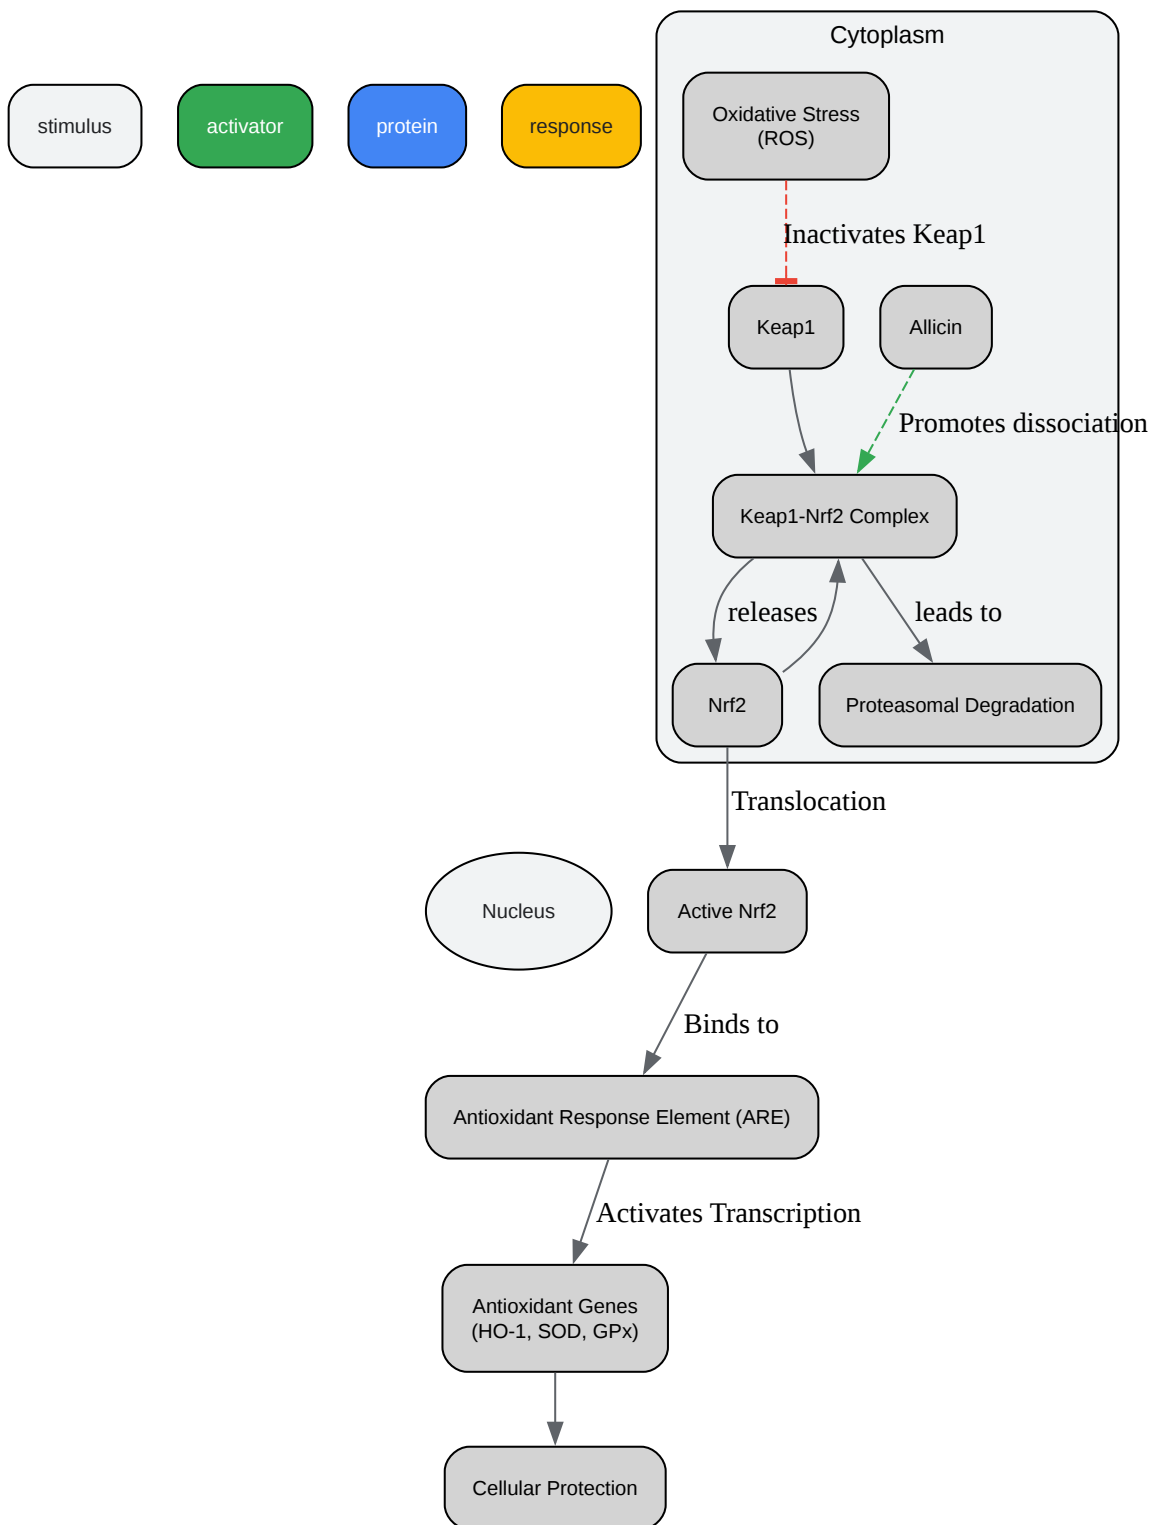 Cytoplasm
stimulus
activator
protein
response
Oxidative Stress
(ROS)
Inactivates Keap1
Keap1
Allicin
Promotes dissociation
Keap1-Nrf2 Complex
releases
leads to
Nrf2
Proteasomal Degradation
Translocation
Nucleus
Active Nrf2
Binds to
Antioxidant Response Element (ARE)
Activates Transcription
Antioxidant Genes
(HO-1, SOD, GPx)
Cellular Protection